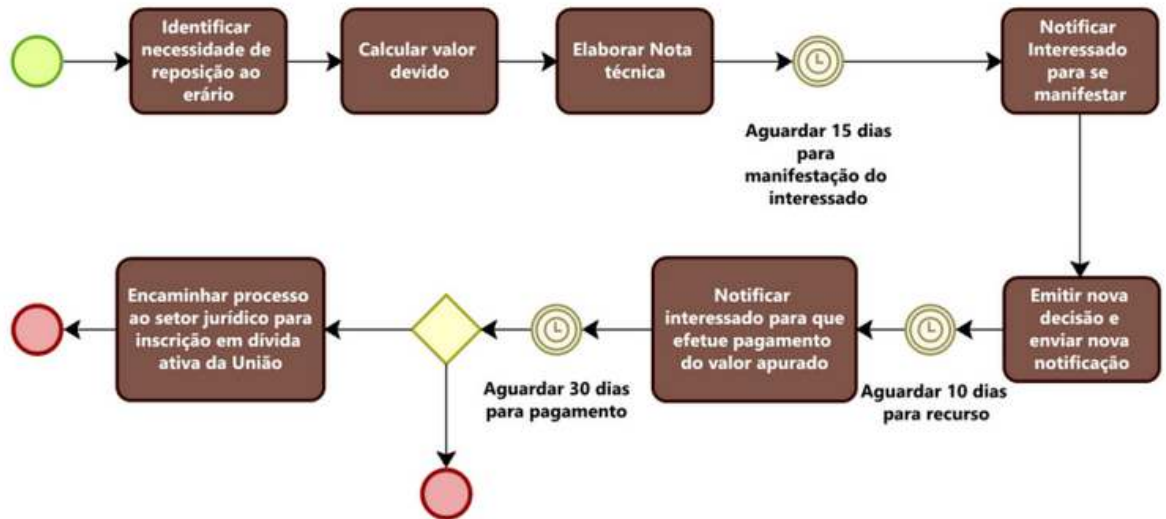 Identificar
necessidade de
reposição ao
erário
Calcular valor
devido
Elaborar Nota
técnica
Aguardar 15 dias
para
manifestação do
interessado
Notificar
Interessado
para se
manifestar
Emitir nova
decisão e
enviar nova
notificação
Aguardar 10 dias
para recurso
Notificar
interessado para que
efetue pagamento
do valor apurado
Aguardar 30 dias
para pagamento
Encaminhar processo
ao setor jurídico para
inscrição em dívida
ativa da União